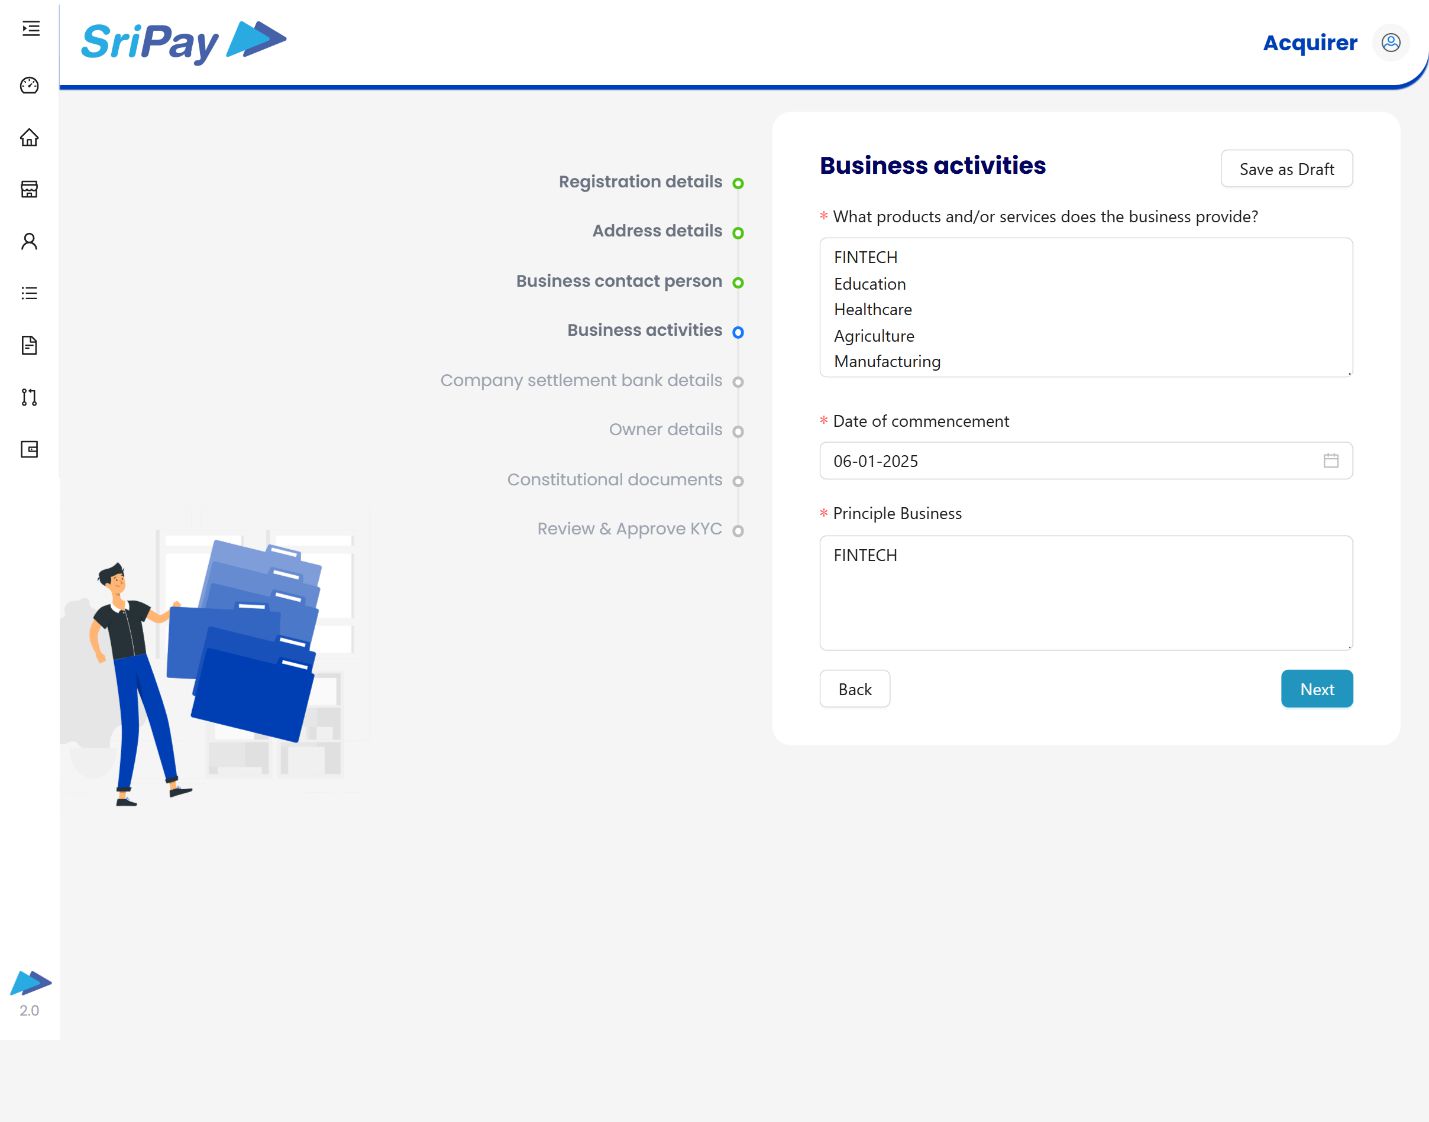 SriPay
Acquirer
Registration details
Address details
Business contact person
Business activities
Company settlement bank details
Owner details
Constitutional documents
Review & Approve KYC
Business activities
Save as Draft
* What products and/or services does the business provide?
FINTECH
Education
Healthcare
Agriculture
Manufacturing
* Date of commencement
06-01-2025
* Principle Business
FINTECH
Back
Next
2.0